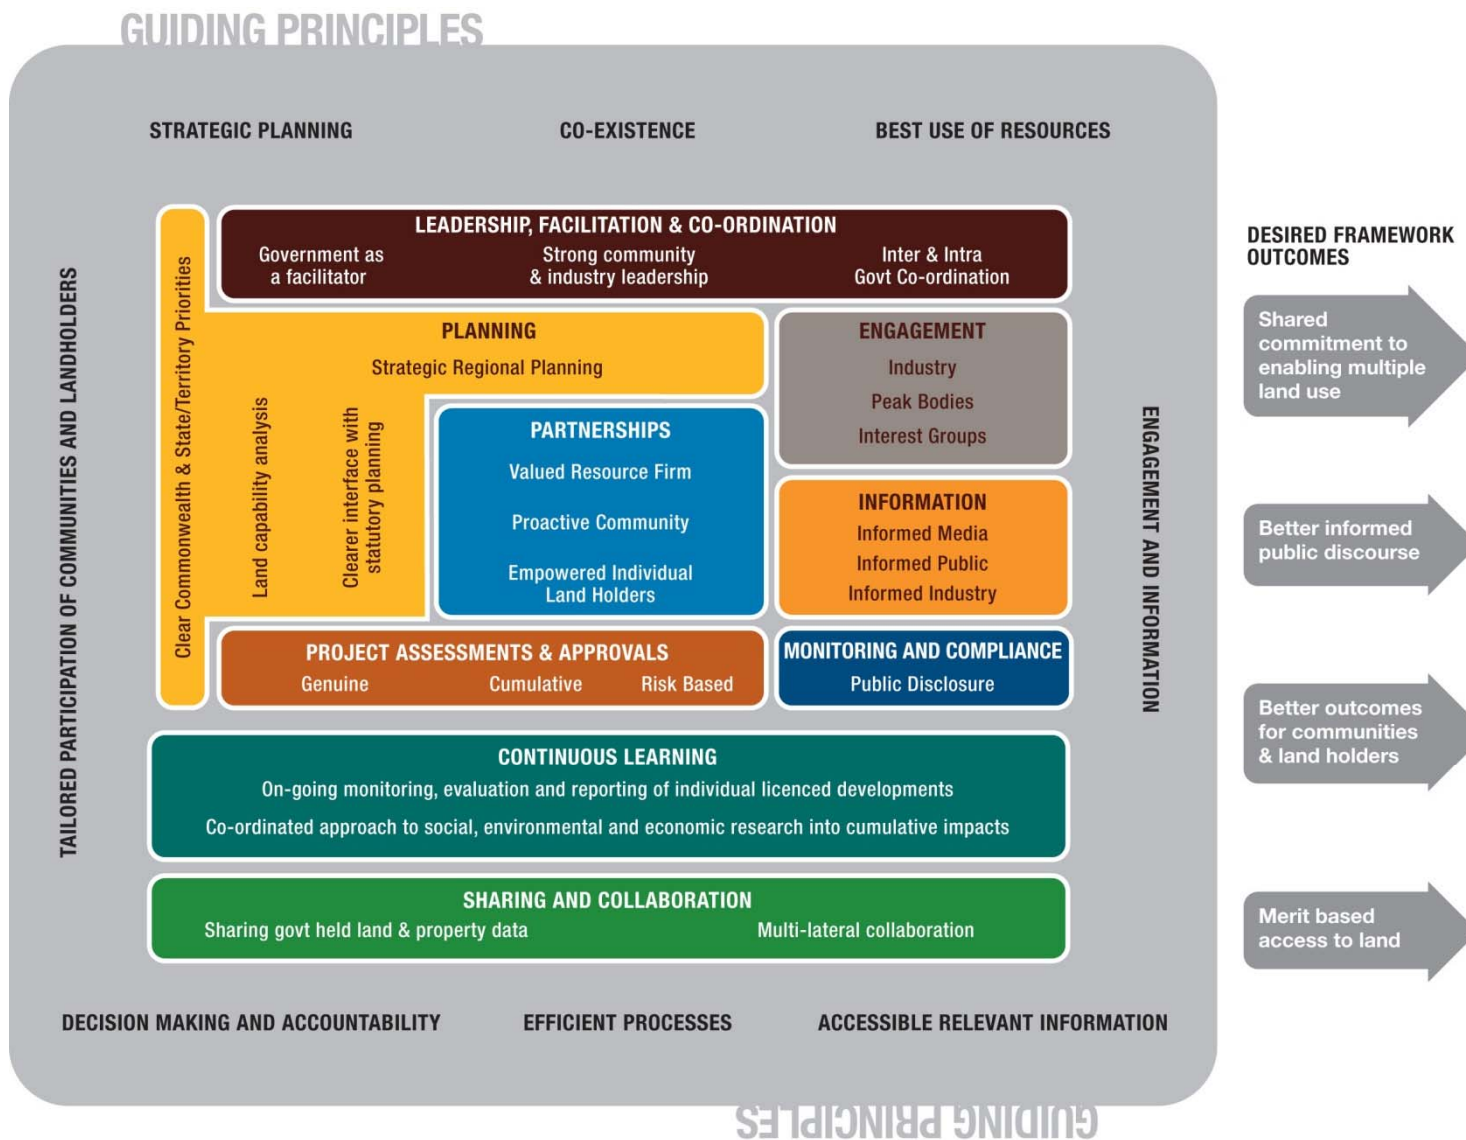 GUIDING PRINCIPLES
STRATEGIC PLANNING
CO-EXISTENCE
BEST USE OF RESOURCES
TAILORED PARTICIPATION OF COMMUNITIES AND LANDHOLDERS
Clear Commonwealth & State/Territory Priorities
LEADERSHIP, FACILITATION & CO-ORDINATION
Government as
a facilitator
Strong community
& industry leadership
Inter & Intra
Govt Co-ordination
PLANNING
Strategic Regional Planning
Land capability analysis
Clearer interface with
statutory planning
PARTNERSHIPS
Valued Resource Firm
Proactive Community
Empowered Individual
Land Holders
ENGAGEMENT
Industry
Peak Bodies
Interest Groups
INFORMATION
Informed Media
Informed Public
Informed Industry
PROJECT ASSESSMENTS & APPROVALS
Genuine
Cumulative
Risk Based
MONITORING AND COMPLIANCE
Public Disclosure
CONTINUOUS LEARNING
On-going monitoring, evaluation and reporting of individual licenced developments
Co-ordinated approach to social, environmental and economic research into cumulative impacts
SHARING AND COLLABORATION
Sharing govt held land & property data
Multi-lateral collaboration
ENGAGEMENT AND INFORMATION
DECISION MAKING AND ACCOUNTABILITY
EFFICIENT PROCESSES
ACCESSIBLE RELEVANT INFORMATION
GUIDING PRINCIPLES
DESIRED FRAMEWORK
OUTCOMES
Shared
commitment to
enabling multiple
land use
Better informed
public discourse
Better outcomes
for communities
& land holders
Merit based
access to land